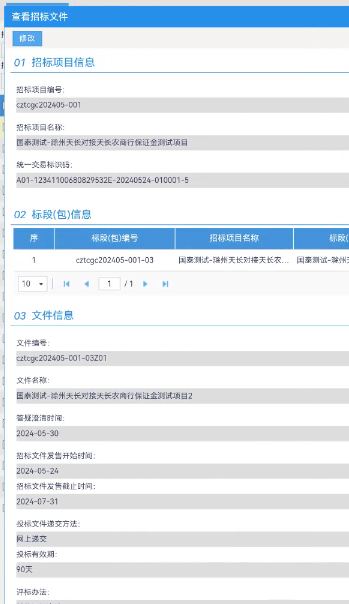 查看招标文件
修改
01 招标项目信息
招标项目编号:
cztcgc202405-001
招标项目名称:
国泰测试-滁州天长对接天长农商行保证金测试项目
统一交易标识码:
A01-12341100680829532E-20240524-010001-5
02 标段(包)信息
序 标段(包)编号 招标项目名称 标段(
1 cztcgc202405-001-03 国泰测试-滁州天长对接天长农... 国泰测试-滁
10 1 / 1
03 文件信息
文件编号:
cztcgc202405-001-03Z01
文件名称:
国泰测试-滁州天长对接天长农商行保证金测试项目2
答疑澄清时间:
2024-05-30
招标文件发售开始时间:
2024-05-24
招标文件发售截止时间:
2024-07-31
投标文件递交方法:
网上递交
投标有效期:
90天
评标办法: